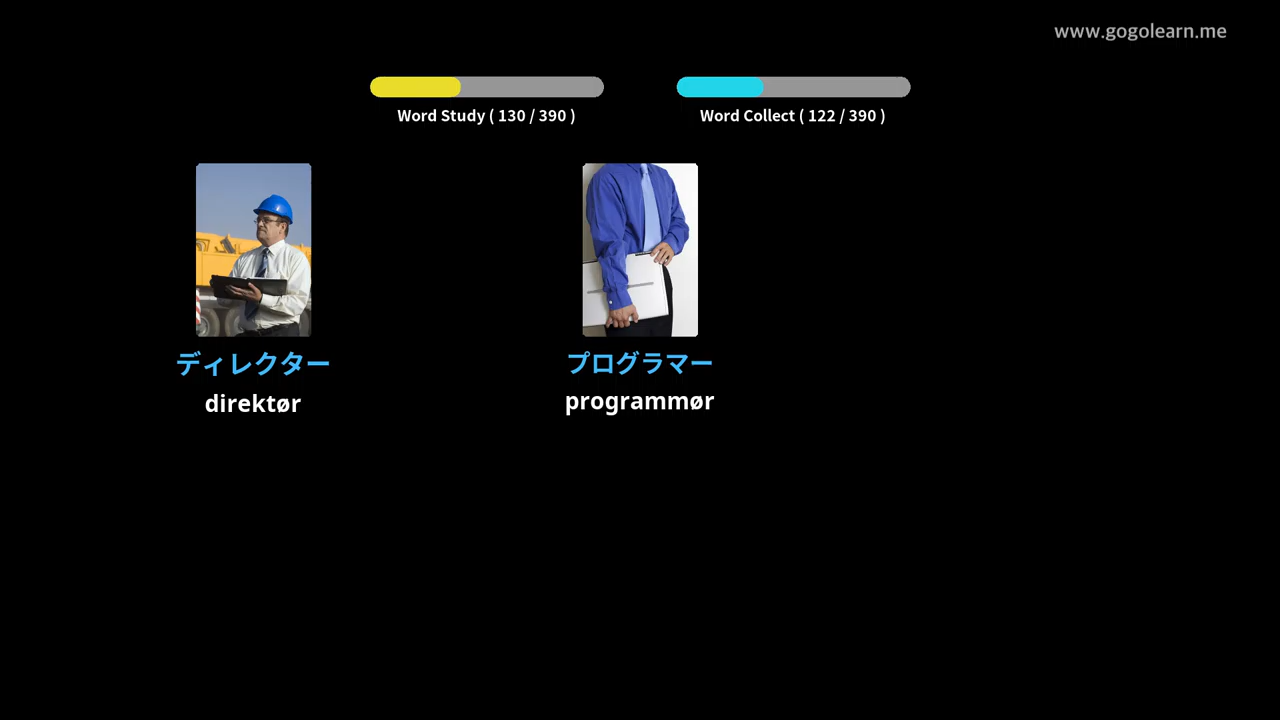 www.gogolearn.me
Word Study ( 130 / 390 )
Word Collect ( 122 / 390 )
ディレクター
direktør
プログラマー
programmør